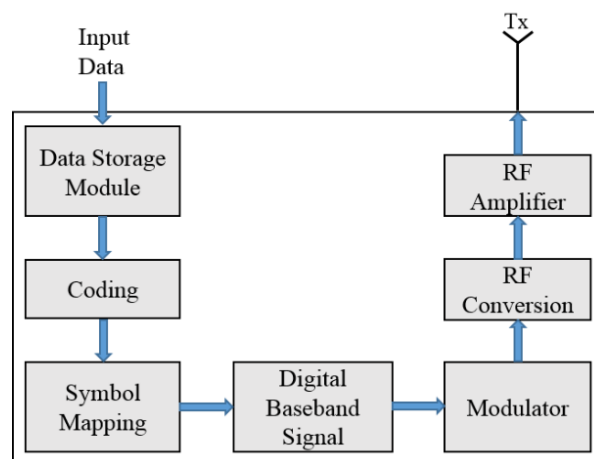 Input
Data
Data Storage
Module
Coding
Symbol
Mapping
Digital
Baseband
Signal
Modulator
RF
Conversion
RF
Amplifier
Tx